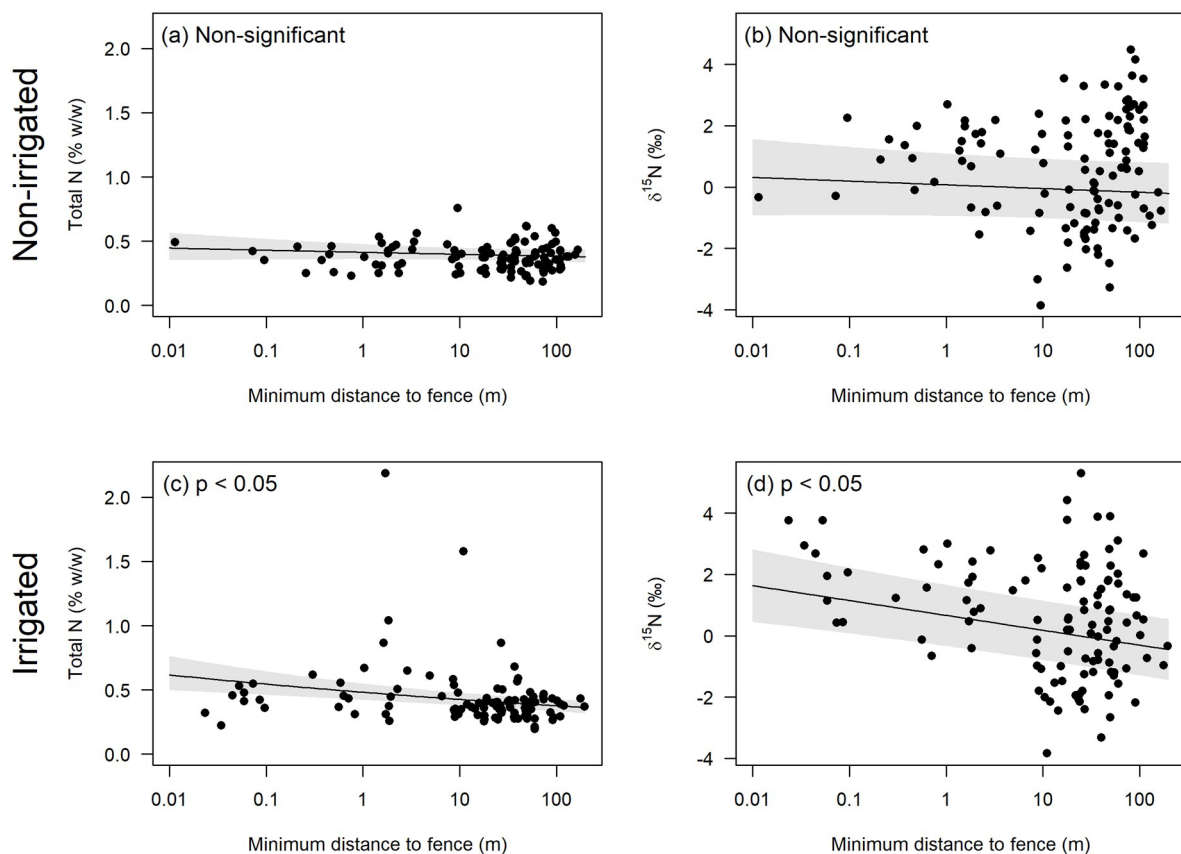 Non-irrigated
(a) Non-significant
Total N (% w/w)
2.0
1.5
1.0
0.5
0.0
0.01 0.1 1 10 100
Minimum distance to fence (m)
(b) Non-significant
δ¹⁵N (‰)
4
2
0
-2
-4
0.01 0.1 1 10 100
Minimum distance to fence (m)
Irrigated
(c) p < 0.05
Total N (% w/w)
2.0
1.5
1.0
0.5
0.0
0.01 0.1 1 10 100
Minimum distance to fence (m)
(d) p < 0.05
δ¹⁵N (‰)
4
2
0
-2
-4
0.01 0.1 1 10 100
Minimum distance to fence (m)